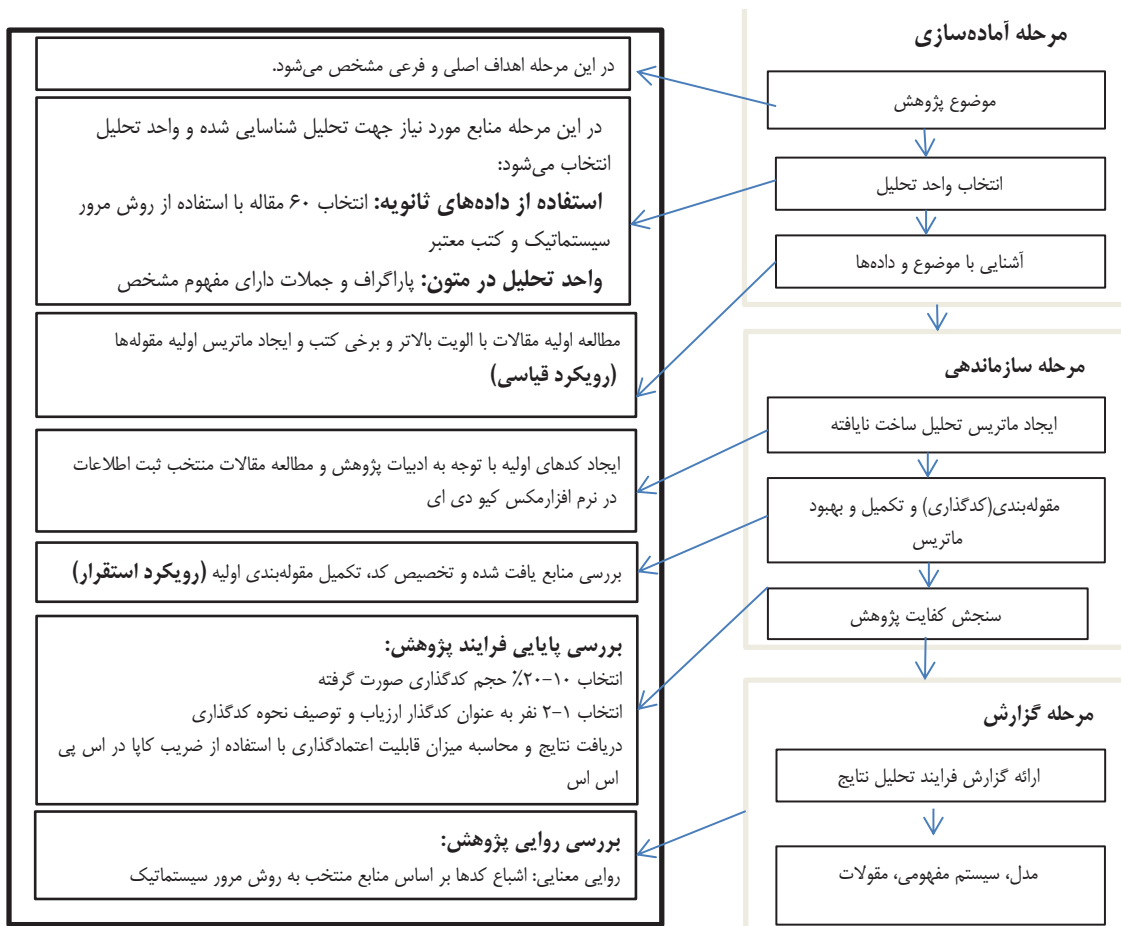 مرحله آماده‌سازی
موضوع پژوهش
انتخاب واحد تحلیل
آشنایی با موضوع و داده‌ها
مرحله سازماندهی
ایجاد ماتریس تحلیل ساخت نایافته
مقوله‌بندی(کدگذاری) و تکمیل و بهبود
ماتریس
سنجش کفایت پژوهش
مرحله گزارش
ارائه گزارش فرایند تحلیل نتایج
مدل، سیستم مفهومی، مقولات
در این مرحله اهداف اصلی و فرعی مشخص می‌شود.
در این مرحله منابع مورد نیاز جهت تحلیل شناسایی شده و واحد تحلیل
انتخاب می‌شود:
استفاده از داده‌های ثانویه: انتخاب ۶۰ مقاله با استفاده از روش مرور
سیستماتیک و کتب معتبر
واحد تحلیل در متون: پاراگراف و جملات دارای مفهوم مشخص
مطالعه اولیه مقالات با الویت بالاتر و برخی کتب و ایجاد ماتریس اولیه مقوله‌ها
(رویکرد قیاسی)
ایجاد کدهای اولیه با توجه به ادبیات پژوهش و مطالعه مقالات منتخب ثبت اطلاعات
در نرم افزارمکس کیو دی ای
بررسی منابع یافت شده و تخصیص کد، تکمیل مقوله‌بندی اولیه (رویکرد استقرار)
بررسی پایایی فرایند پژوهش:
انتخاب ۱۰-۲۰٪ حجم کدگذاری صورت گرفته
انتخاب ۱-۲ نفر به عنوان کدگذار ارزیاب و توصیف نحوه کدگذاری
دریافت نتایج و محاسبه میزان قابلیت اعتمادگذاری با استفاده از ضریب کاپا در اس پی
اس اس
بررسی روایی پژوهش:
روایی معنایی: اشباع کدها بر اساس منابع منتخب به روش مرور سیستماتیک